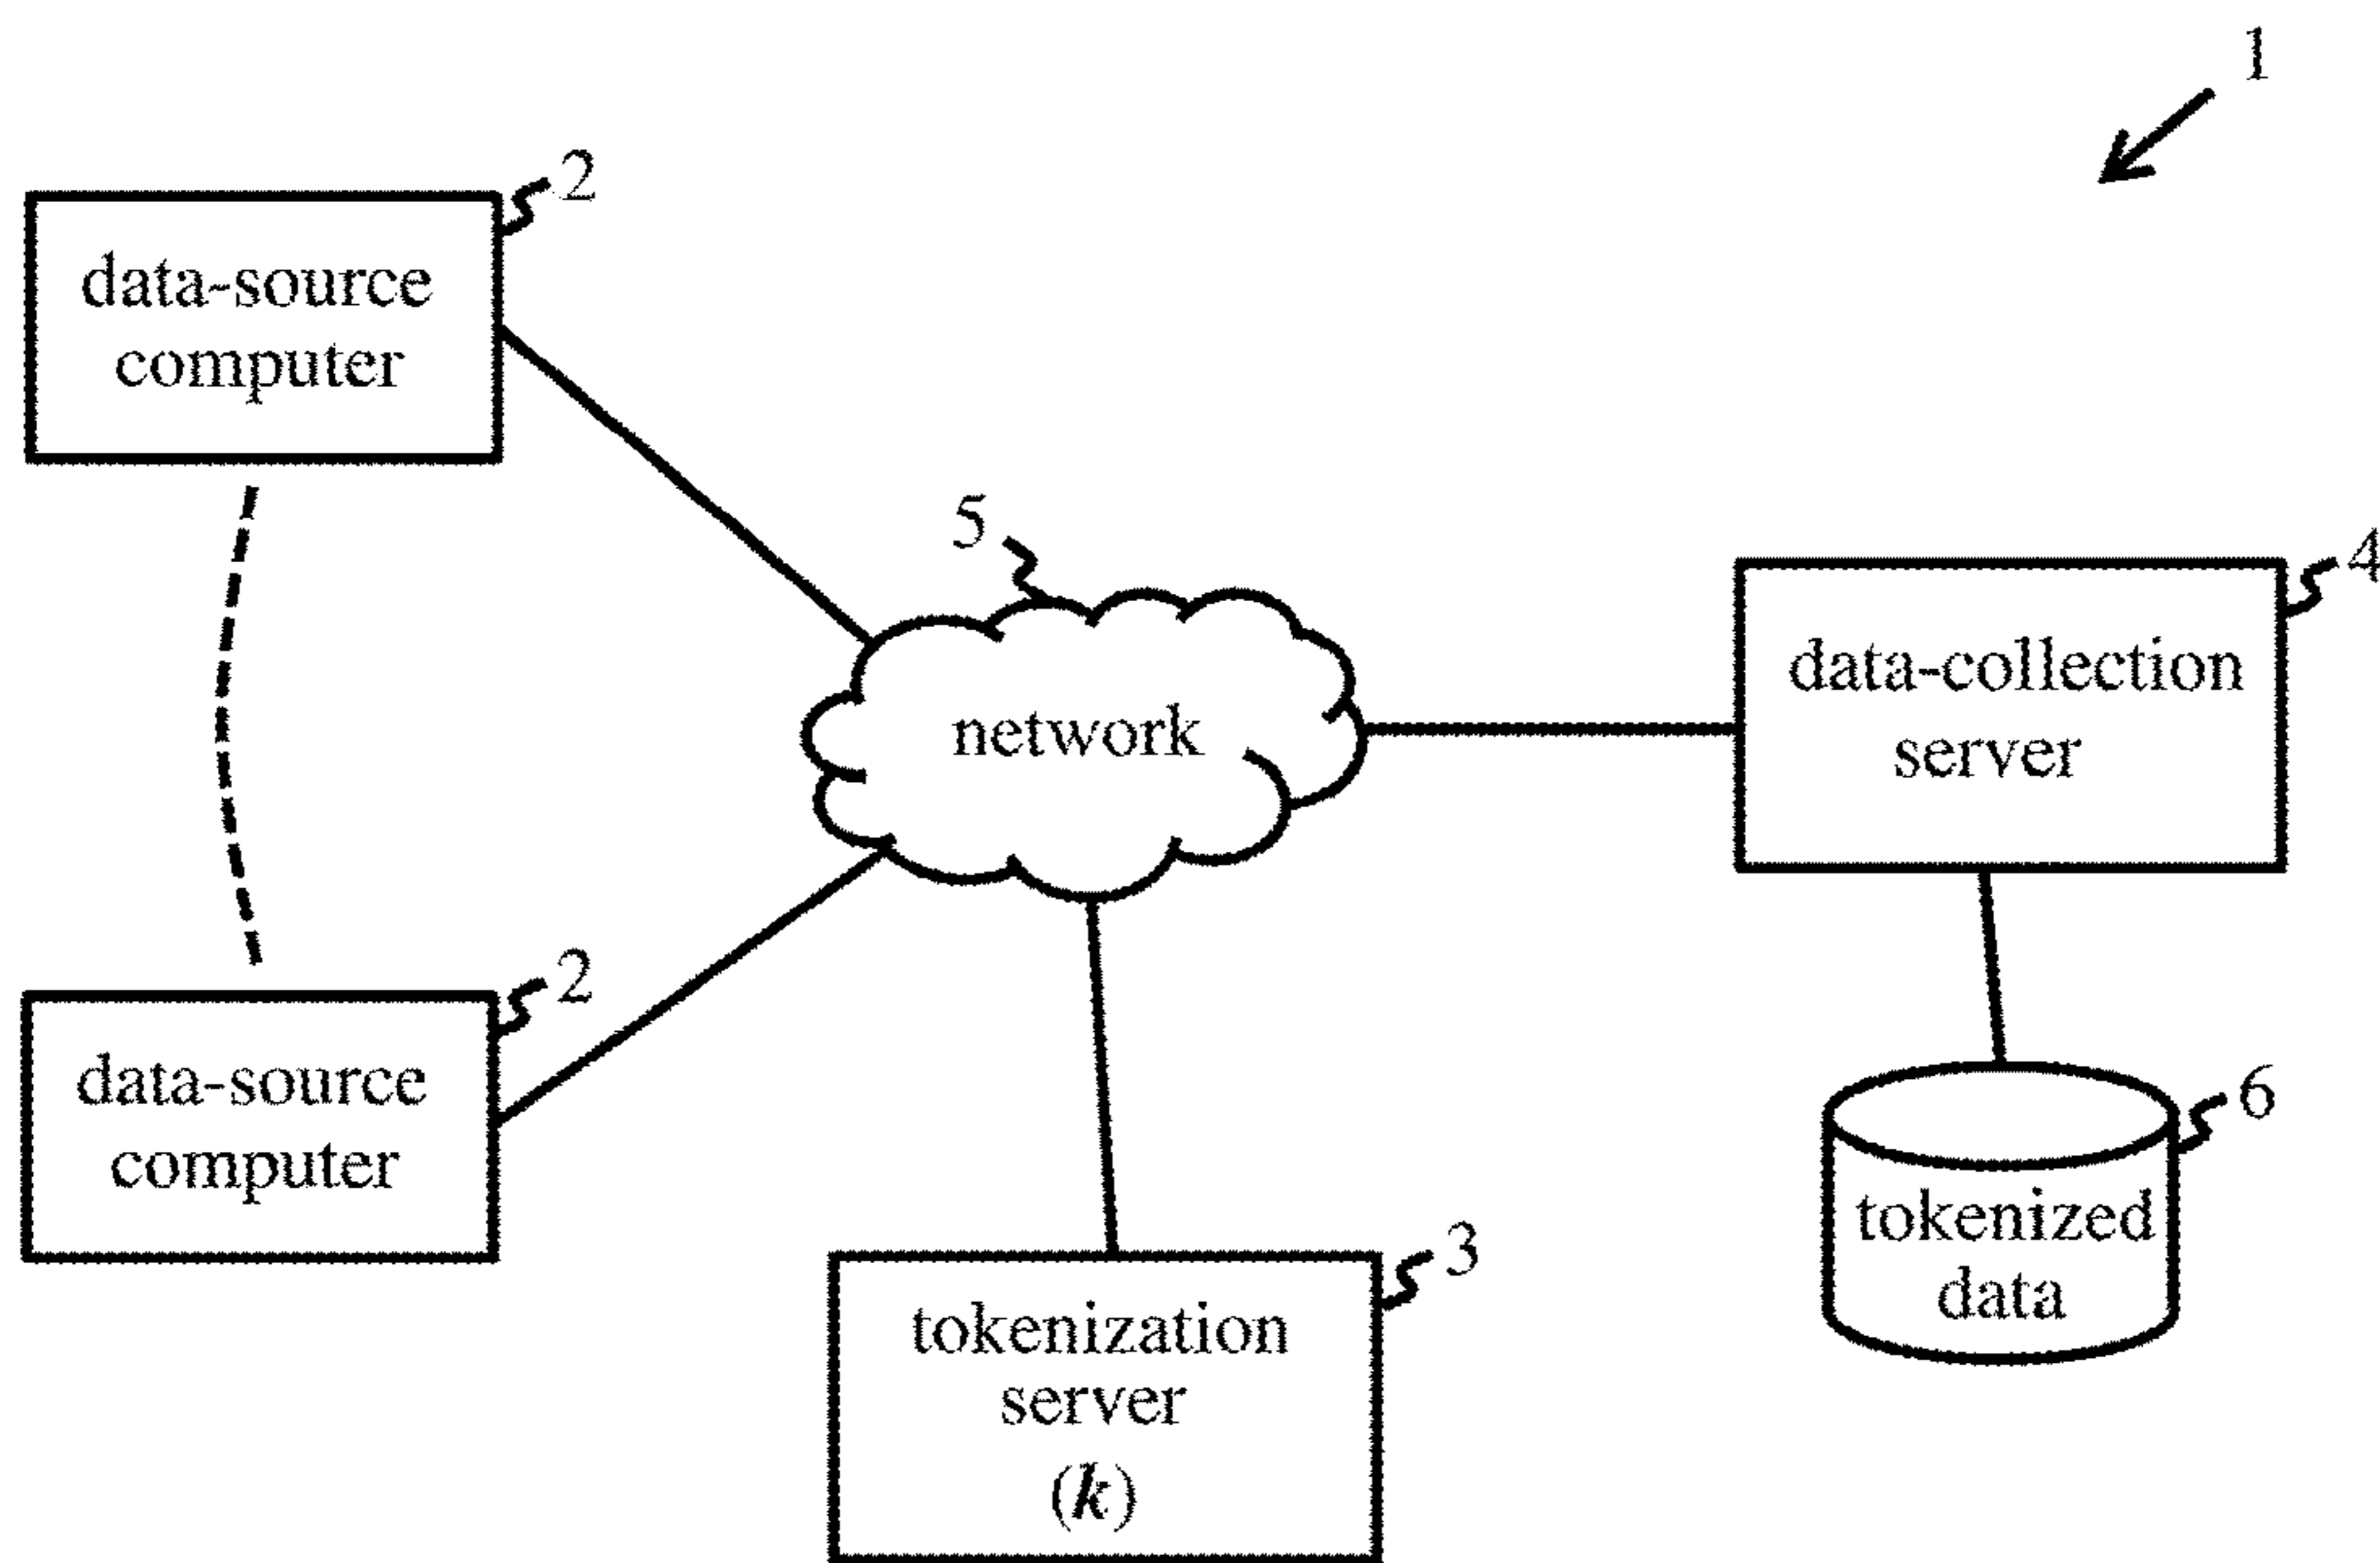 1
2
data-source
computer
5
4
network
data-collection
server
2
data-source
computer
6
tokenized
data
3
tokenization
server
(k)